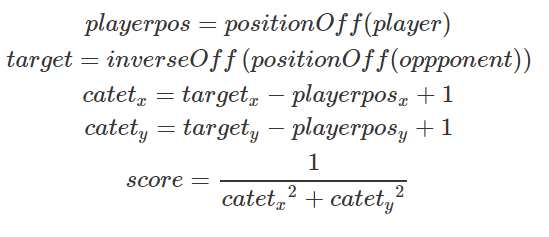 playerpos = positionOff(player)
target = inverseOff (positionOff(oppponent))
catet_x = target_x − playerpos_x + 1
catet_y = target_y − playerpos_y + 1
score = \frac{1}{catet_x^2 + catet_y^2}